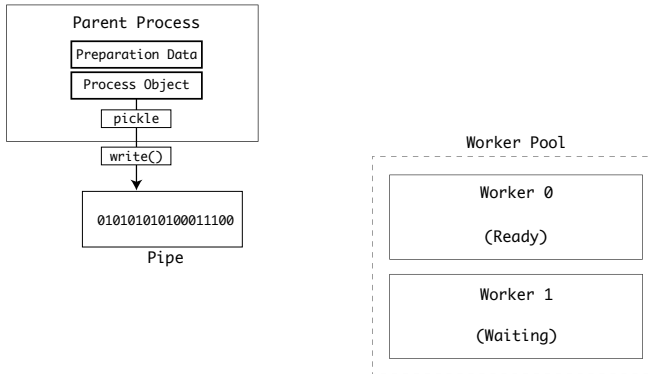 Parent Process
Preparation Data
Process Object
pickle
write()
010101010100011100
Pipe
Worker Pool
Worker 0
(Ready)
Worker 1
(Waiting)